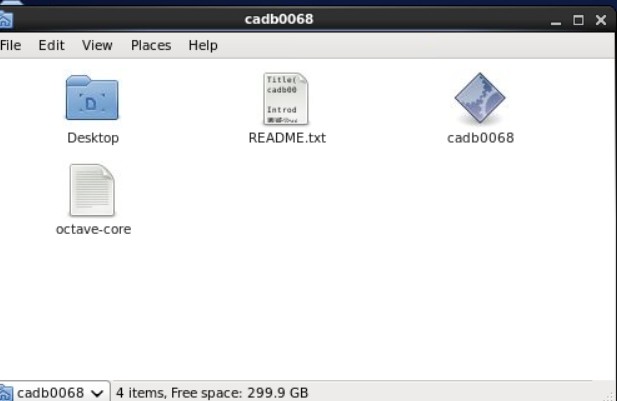 cadb0068
File Edit View Places Help
Title(
cadb00
Introd
D
Desktop
README.txt
cadb0068
octave-core
cadb0068
4 items, Free space: 299.9 GB